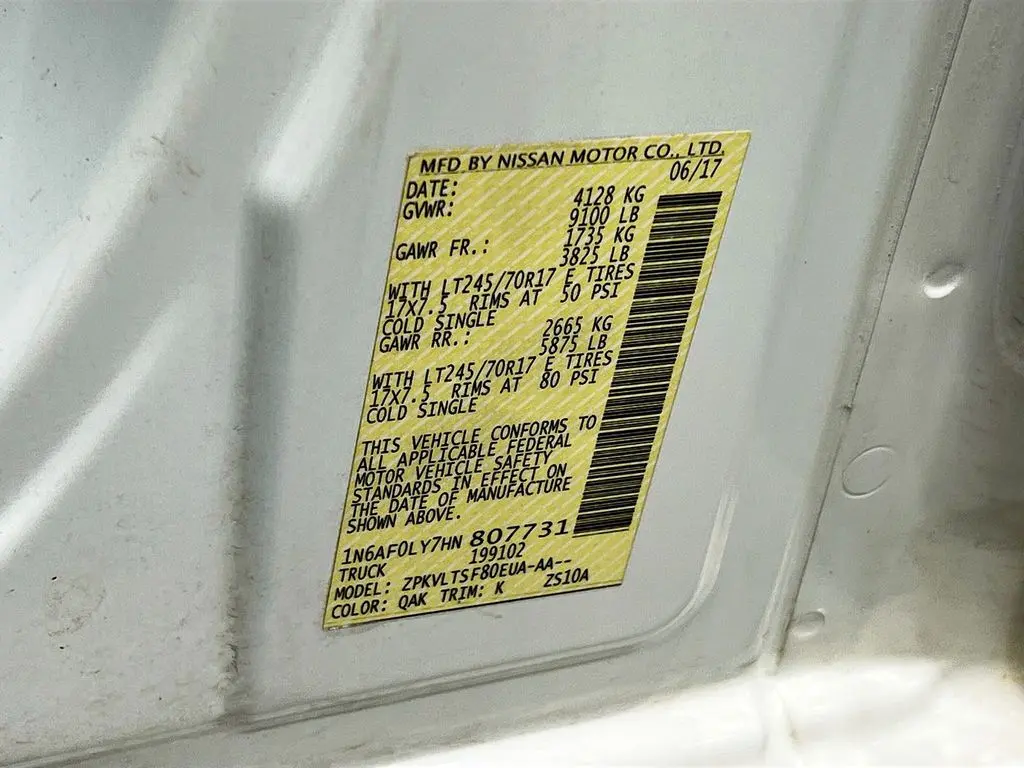 MFD BY NISSAN MOTOR CO., LTD.
DATE: 06/17
GVWR: 4128 KG
9100 LB
GAWR FR.: 1735 KG
3825 LB
WITH LT245/70R17 E TIRES
17X7.5 RIMS AT 50 PSI
COLD SINGLE
GAWR RR.: 2665 KG
5875 LB
WITH LT245/70R17 E TIRES
17X7.5 RIMS AT 80 PSI
COLD SINGLE
THIS VEHICLE CONFORMS TO
ALL APPLICABLE FEDERAL
MOTOR VEHICLE SAFETY
STANDARDS IN EFFECT ON
THE DATE OF MANUFACTURE
SHOWN ABOVE.
1N6AF0LY7HN 807731
TRUCK 199102
MODEL: ZPKVLTSF80EUA-AA--
COLOR: QAK TRIM: K ZS10A